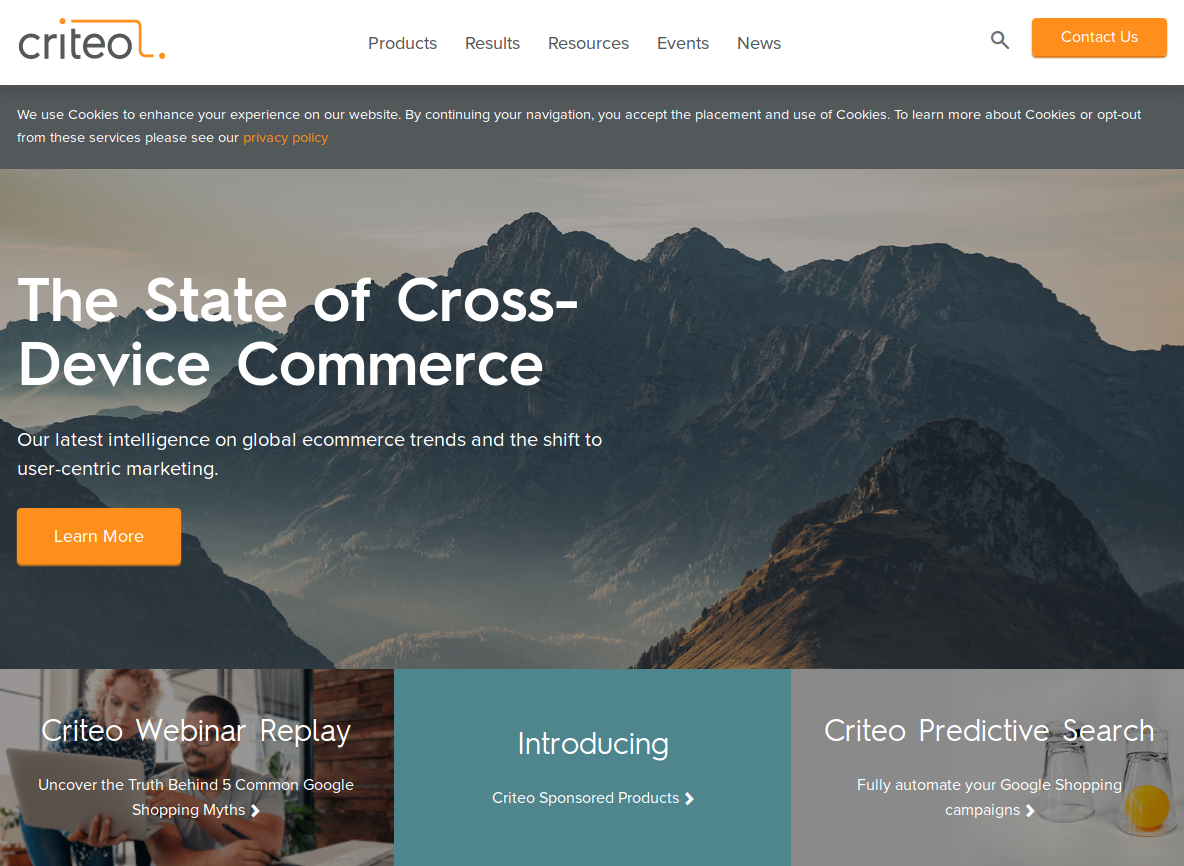 criteo
Products Results Resources Events News
Contact Us
We use Cookies to enhance your experience on our website. By continuing your navigation, you accept the placement and use of Cookies. To learn more about Cookies or opt-out
from these services please see our privacy policy
The State of Cross-
Device Commerce
Our latest intelligence on global ecommerce trends and the shift to
user-centric marketing.
Learn More
Criteo Webinar Replay
Uncover the Truth Behind 5 Common Google
Shopping Myths
Introducing
Criteo Sponsored Products
Criteo Predictive Search
Fully automate your Google Shopping
campaigns